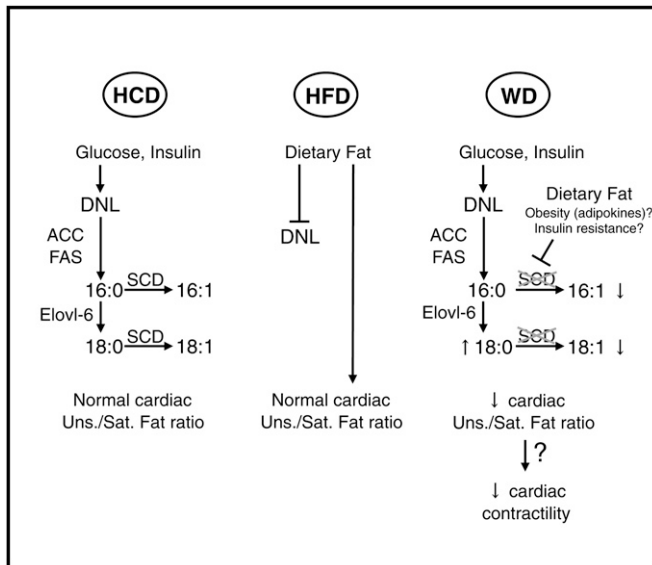 HCD
Glucose, Insulin
DNL
ACC
FAS
16:0 SCD 16:1
Elovl-6
18:0 SCD 18:1
Normal cardiac
Uns./Sat. Fat ratio
HFD
Dietary Fat
DNL
Normal cardiac
Uns./Sat. Fat ratio
WD
Glucose, Insulin
DNL
Dietary Fat
Obesity (adipokines)?
Insulin resistance?
ACC
FAS
16:0 SCD 16:1 ↓
Elovl-6
↑ 18:0 SCD 18:1 ↓
↓ cardiac
Uns./Sat. Fat ratio
?
↓ cardiac
contractility